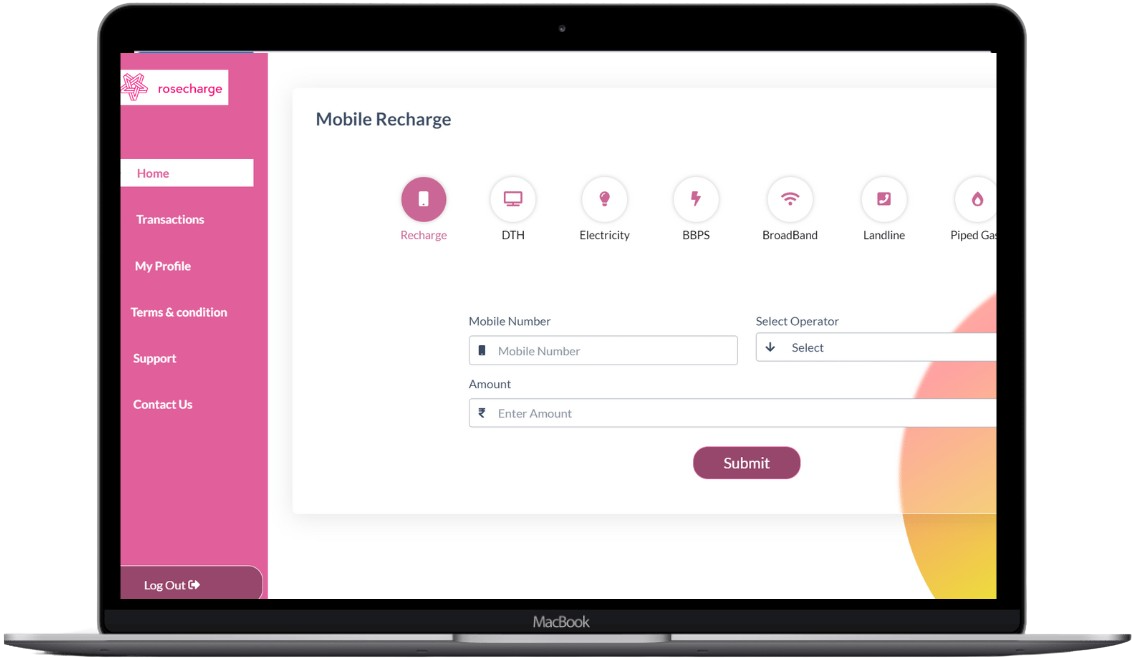 rosecharge
Home
Transactions
My Profile
Terms & condition
Support
Contact Us
Log Out
Mobile Recharge
Recharge DTH Electricity BBPS BroadBand Landline Piped Gas
Mobile Number Select Operator
Mobile Number Select
Amount
₹ Enter Amount
Submit
MacBook